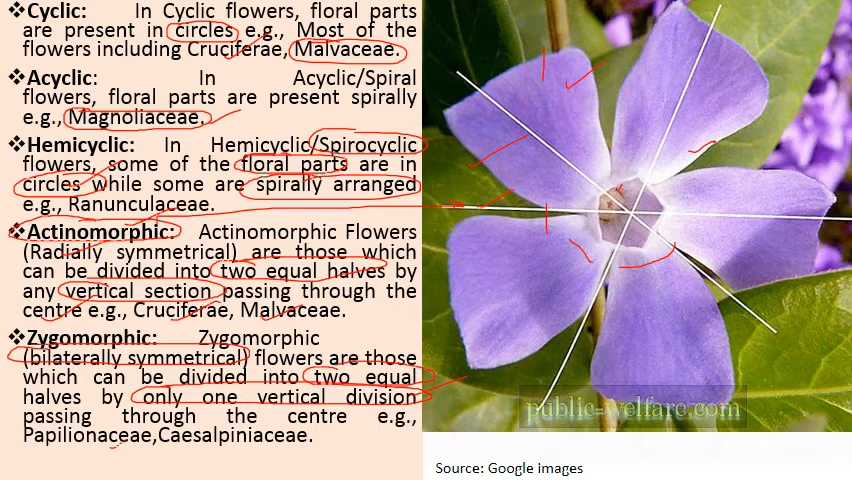 ❖Cyclic: In Cyclic flowers, floral parts
are present in circles e.g., Most of the
flowers including Cruciferae, Malvaceae.
❖Acyclic: In Acyclic/Spiral
flowers, floral parts are present spirally
e.g., Magnoliaceae.
❖Hemicyclic: In Hemicyclic/Spirocyclic
flowers, some of the floral parts are in
circles while some are spirally arranged
e.g., Ranunculaceae.
❖Actinomorphic: Actinomorphic Flowers
(Radially symmetrical) are those which
can be divided into two equal halves by
any vertical section passing through the
centre e.g., Cruciferae, Malvaceae.
❖Zygomorphic: Zygomorphic
(bilaterally symmetrical) flowers are those
which can be divided into two equal
halves by only one vertical division
passing through the centre e.g.,
Papilionaceae,Caesalpiniaceae.
public-welfare.com
Source: Google images